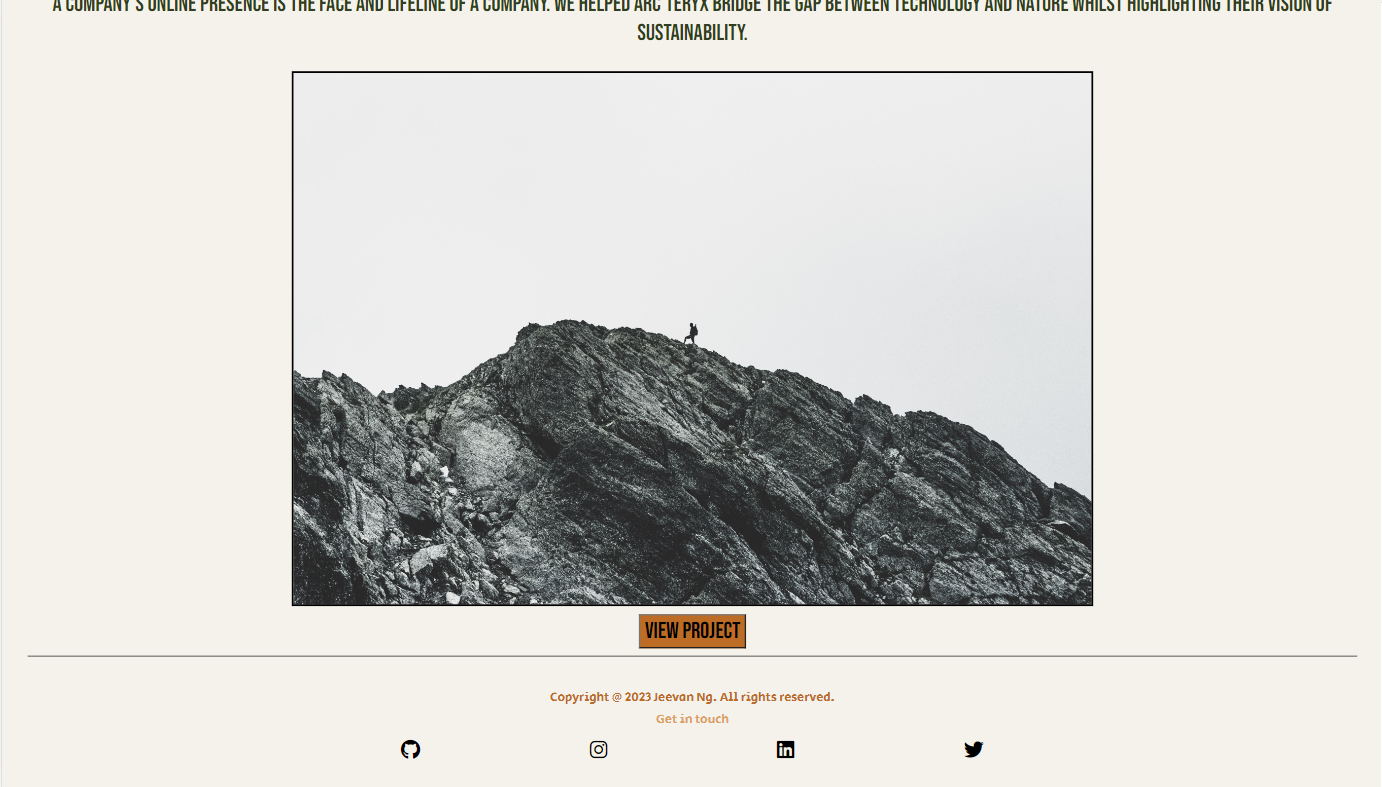 A COMPANY'S ONLINE PRESENCE IS THE FACE AND LIFELINE OF A COMPANY. WE HELPED ARC'TERYX BRIDGE THE GAP BETWEEN TECHNOLOGY AND NATURE WHILST HIGHLIGHTING THEIR VISION OF
SUSTAINABILITY.
VIEW PROJECT
Copyright @ 2023 Jeevan Ng. All rights reserved.
Get in touch
in